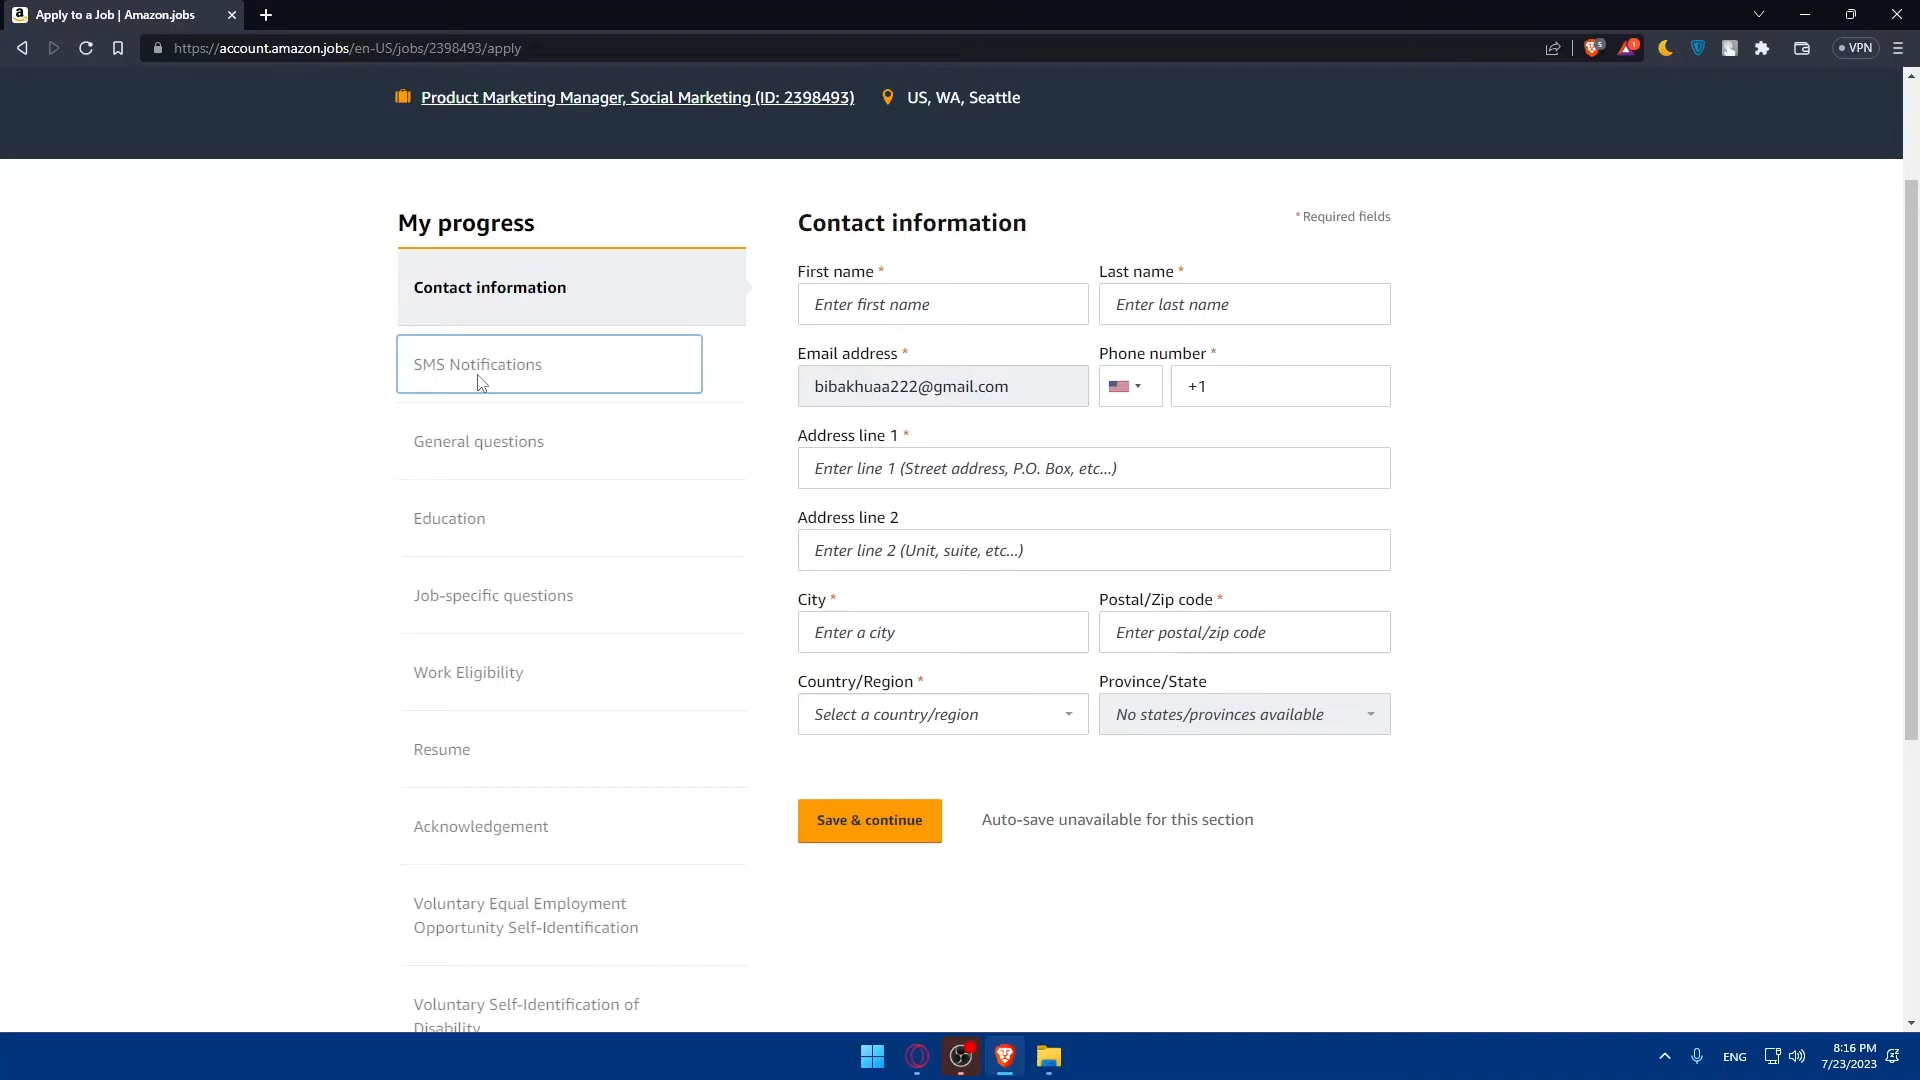 Apply to a Job | Amazon.jobs
https://account.amazon.jobs/en-US/jobs/2398493/apply
5
1
VPN
Product Marketing Manager, Social Marketing (ID: 2398493)
US, WA, Seattle
My progress
Contact information
SMS Notifications
General questions
Education
Job-specific questions
Work Eligibility
Resume
Acknowledgement
Voluntary Equal Employment
Opportunity Self-Identification
Voluntary Self-Identification of
Disability
Contact information
* Required fields
First name *
Last name *
Enter first name
Enter last name
Email address *
Phone number *
bibakhuaa222@gmail.com
+1
Address line 1 *
Enter line 1 (Street address, P.O. Box, etc...)
Address line 2
Enter line 2 (Unit, suite, etc...)
City *
Postal/Zip code *
Enter a city
Enter postal/zip code
Country/Region *
Province/State
Select a country/region
No states/provinces available
Save & continue
Auto-save unavailable for this section
ENG
8:16 PM
7/23/2023